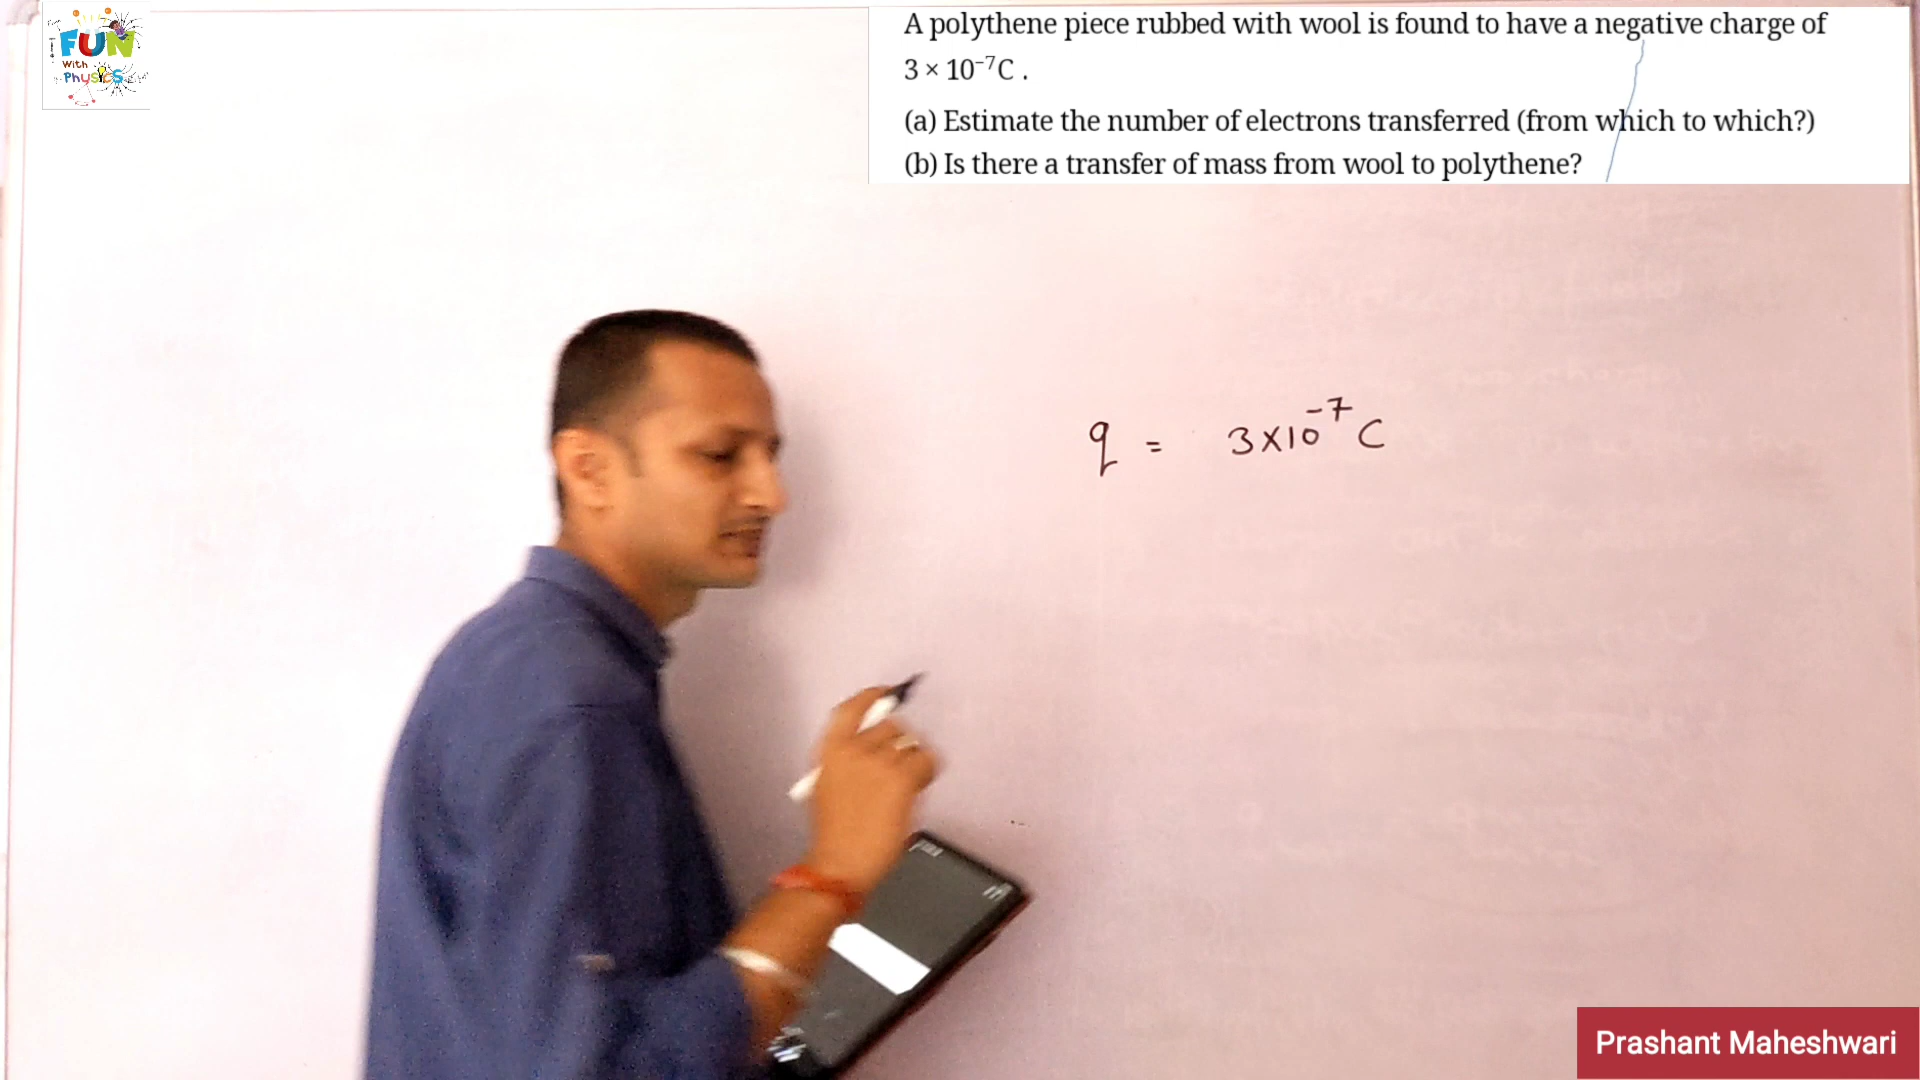 FUN
with
Physics
A polythene piece rubbed with wool is found to have a negative charge of
3 × 10⁻⁷C .
(a) Estimate the number of electrons transferred (from which to which?)
(b) Is there a transfer of mass from wool to polythene?
q = 3×10⁻⁷ C
Prashant Maheshwari